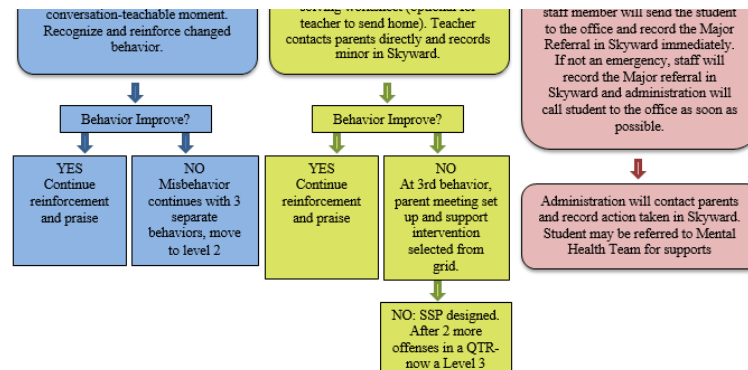 conversation-teachable moment.
Recognize and reinforce changed
behavior.
Behavior Improve?
YES
Continue
reinforcement
and praise
NO
Misbehavior
continues with 3
separate
behaviors, move
to level 2
serving worksheet (optional for
teacher to send home). Teacher
contacts parents directly and records
minor in Skyward.
Behavior Improve?
YES
Continue
reinforcement
and praise
NO
At 3rd behavior,
parent meeting set
up and support
intervention
selected from
grid.
NO: SSP designed.
After 2 more
offenses in a QTR-
now a Level 3
staff member will send the student
to the office and record the Major
Referral in Skyward immediately.
If not an emergency, staff will
record the Major referral in
Skyward and administration will
call student to the office as soon as
possible.
Administration will contact parents
and record action taken in Skyward.
Student may be referred to Mental
Health Team for supports